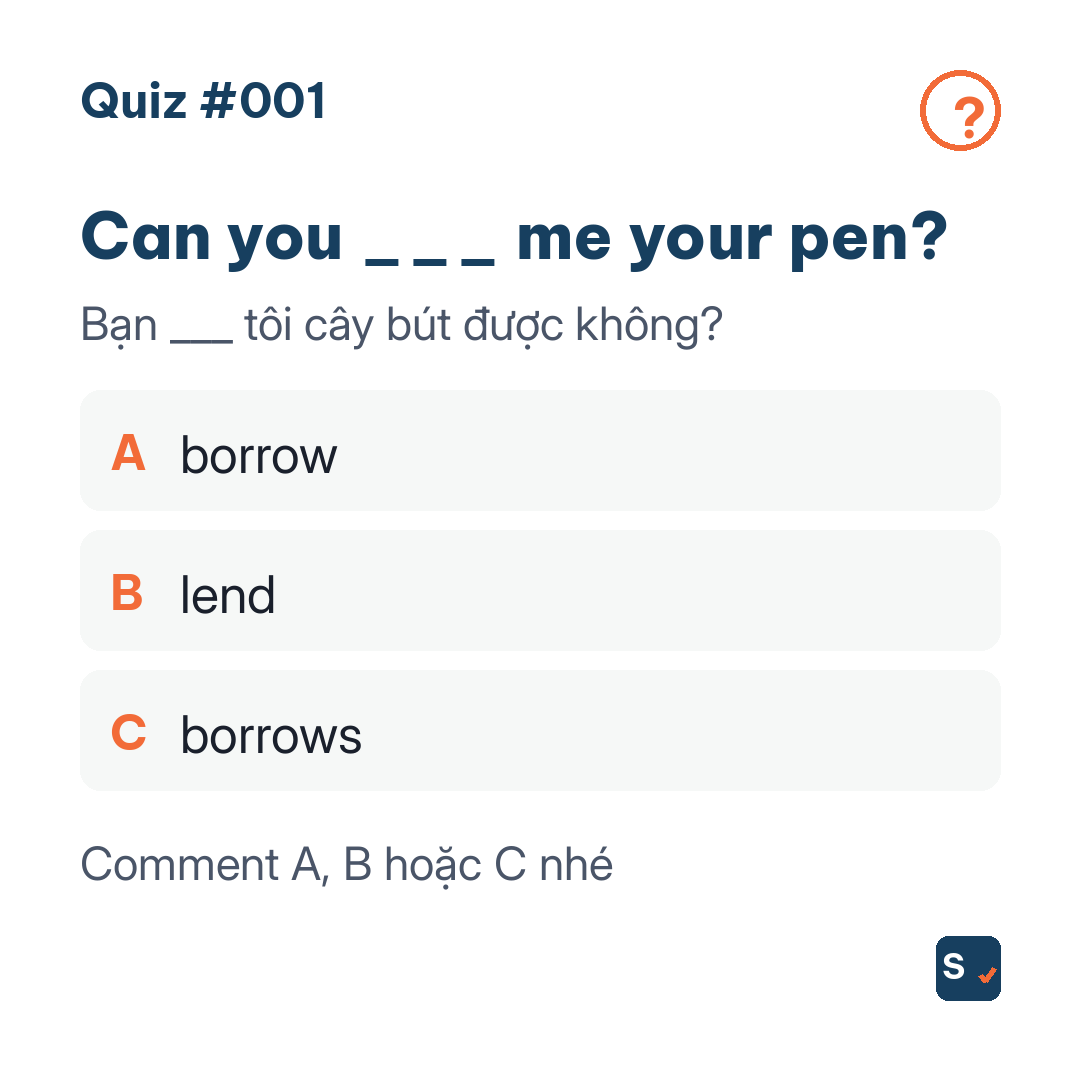 Quiz #001
?
Can you _ _ _ me your pen?
Bạn ___ tôi cây bút được không?
A borrow
B lend
C borrows
Comment A, B hoặc C nhé
S